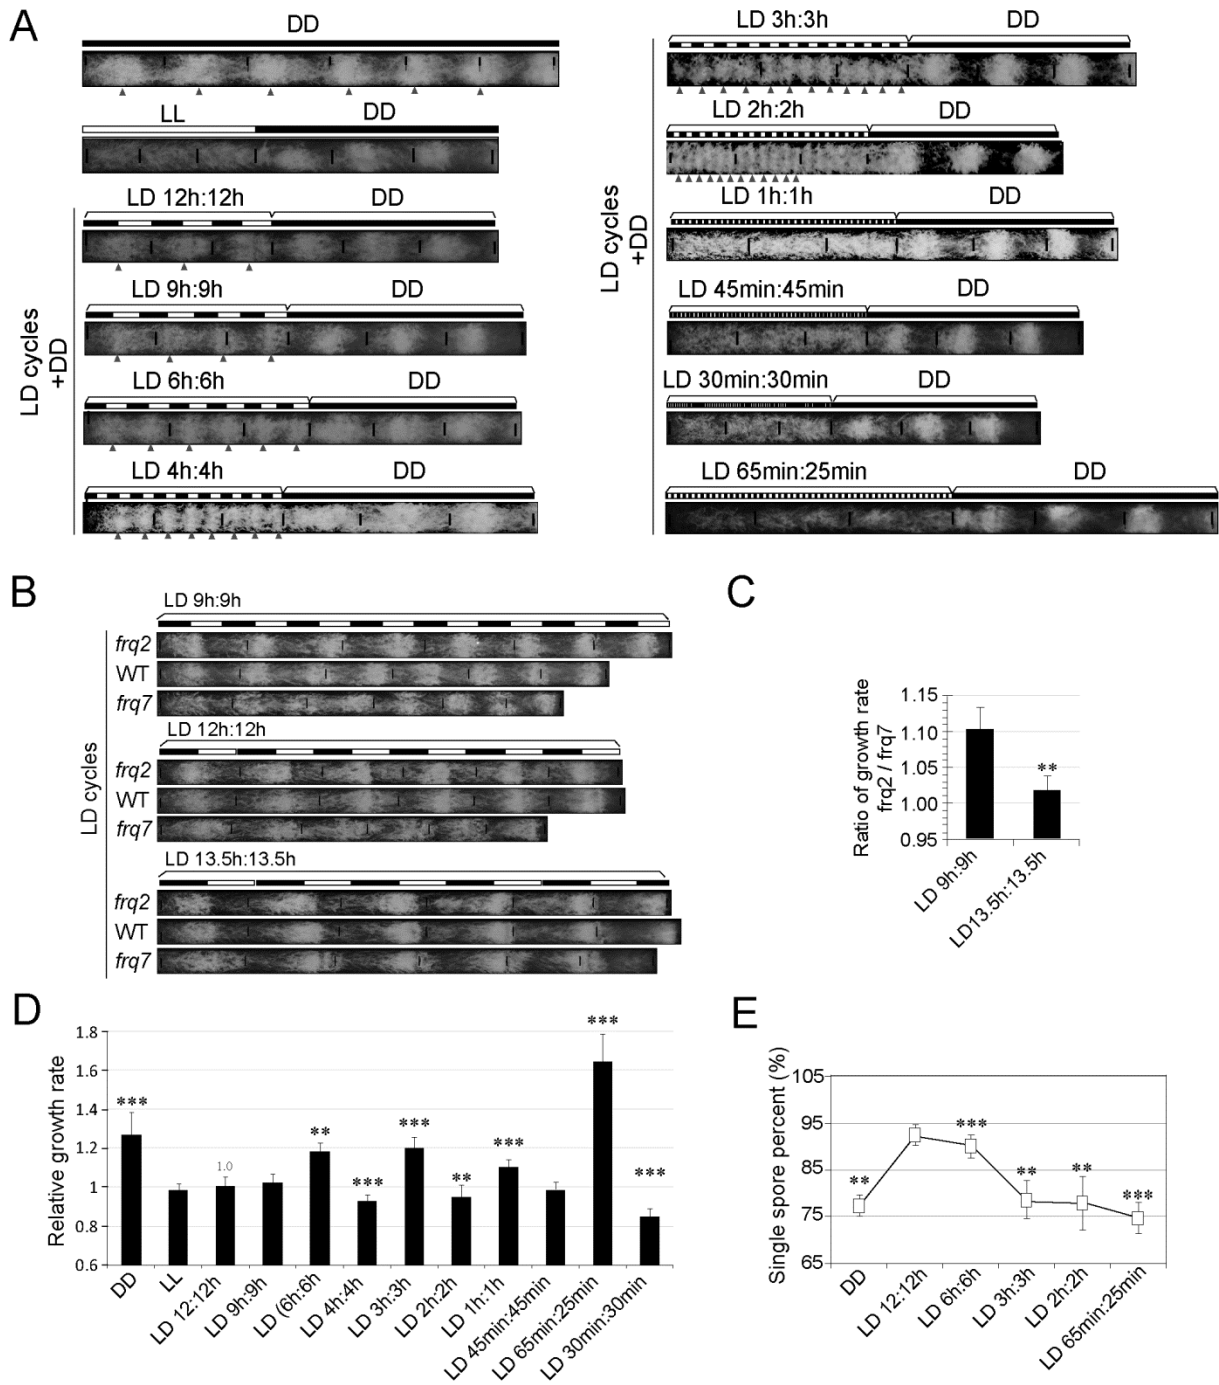 A
DD
LL DD
LD 12h:12h DD
LD 9h:9h DD
LD 6h:6h DD
LD 4h:4h DD
LD cycles
+DD
LD 3h:3h DD
LD 2h:2h DD
LD 1h:1h DD
LD 45min:45min DD
LD 30min:30min DD
LD 65min:25min DD
LD cycles
+DD
B
LD 9h:9h
frq2
WT
frq7
LD 12h:12h
frq2
WT
frq7
LD 13.5h:13.5h
frq2
WT
frq7
LD cycles
C
Ratio of growth rate
frq2 / frq7
1.15
1.10
1.05
1.00
0.95
**
LD 9h:9h
LD13.5h:13.5h
D
Relative growth rate
1.8
1.6
1.4
1.2
1
0.8
0.6
***
1.0
**
***
***
**
***
***
***
DD
LL
LD 12:12h
LD 9h:9h
LD (6h:6h
LD 4h:4h
LD 3h:3h
LD 2h:2h
LD 1h:1h
LD 45min:45min
LD 65min:25min
LD 30min:30min
E
Single spore percent (%)
105
95
85
75
65
**
***
**
**
***
DD
LD 12:12h
LD 6h:6h
LD 3h:3h
LD 2h:2h
LD 65min:25min